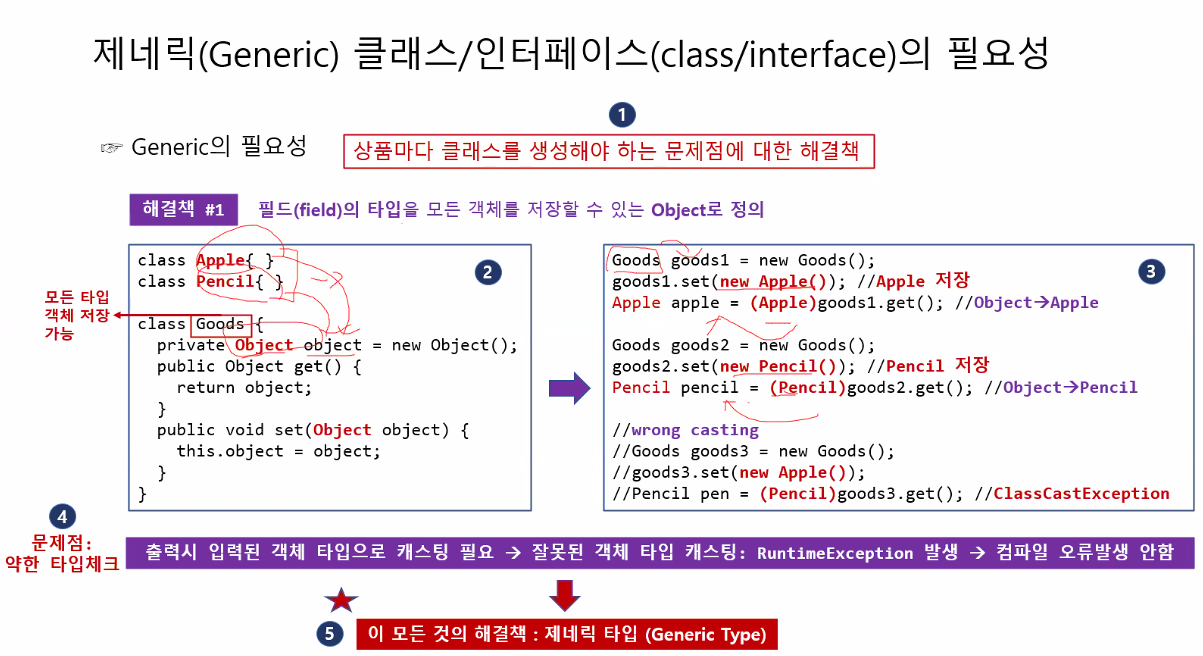 제네릭(Generic) 클래스/인터페이스(class/interface)의 필요성
1
☞ Generic의 필요성
상품마다 클래스를 생성해야 하는 문제점에 대한 해결책
해결책 #1
필드(field)의 타입을 모든 객체를 저장할 수 있는 Object로 정의
2
class Apple{ }
class Pencil{ }
모든 타입
객체 저장
가능
class Goods {
private Object object = new Object();
public Object get() {
return object;
}
public void set(Object object) {
this.object = object;
}
}
3
Goods goods1 = new Goods();
goods1.set(new Apple()); //Apple 저장
Apple apple = (Apple)goods1.get(); //Object→Apple
Goods goods2 = new Goods();
goods2.set(new Pencil()); //Pencil 저장
Pencil pencil = (Pencil)goods2.get(); //Object→Pencil
//wrong casting
//Goods goods3 = new Goods();
//goods3.set(new Apple());
//Pencil pen = (Pencil)goods3.get(); //ClassCastException
4
문제점:
약한 타입체크
출력시 입력된 객체 타입으로 캐스팅 필요 → 잘못된 객체 타입 캐스팅: RuntimeException 발생 → 컴파일 오류발생 안함
5
이 모든 것의 해결책 : 제네릭 타입 (Generic Type)